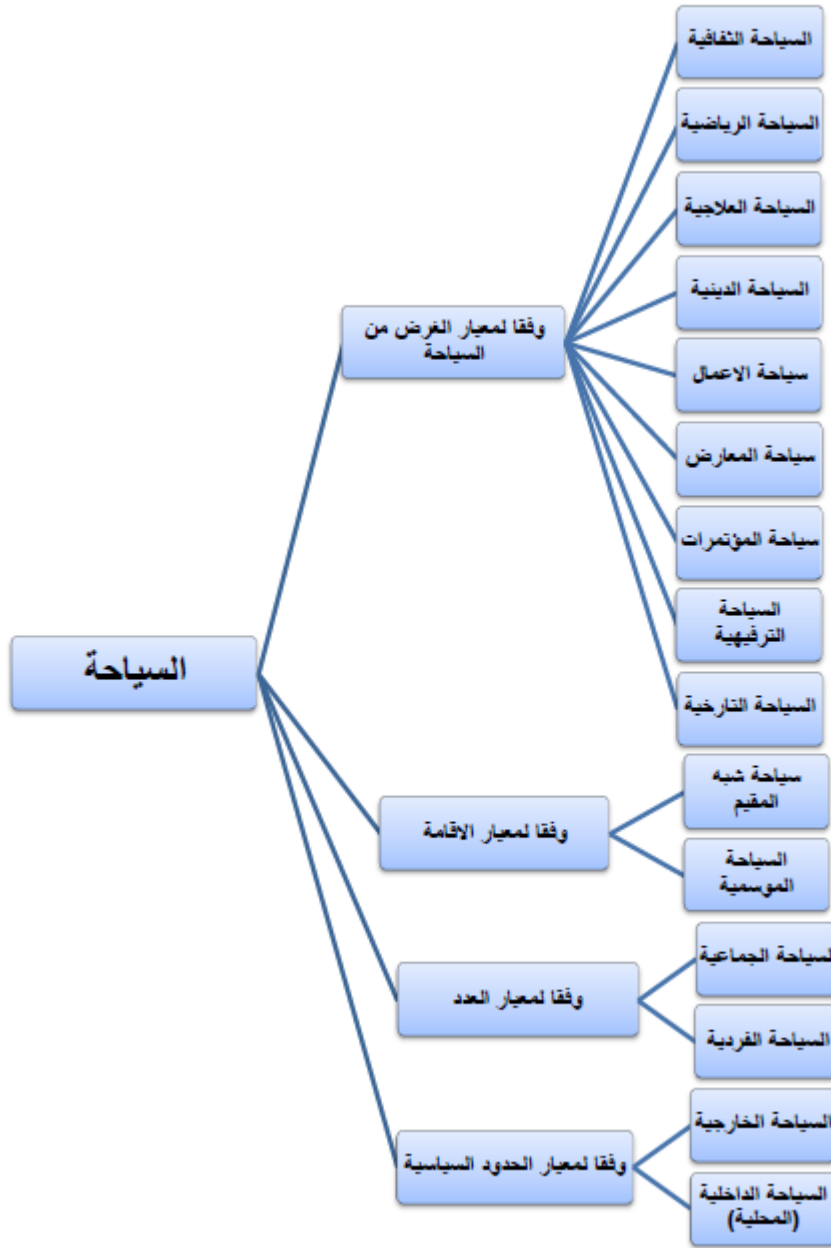 السياحة
وفقا لمعيار الغرض من
السياحة
السياحة الثقافية
السياحة الرياضية
السياحة العلاجية
السياحة الدينية
سياحة الاعمال
سياحة المعارض
سياحة المؤتمرات
السياحة
الترفيهية
السياحة التارخية
وفقا لمعيار الاقامة
سياحة شبه
المقيم
السياحة
الموسمية
وفقا لمعيار العدد
السياحة الجماعية
السياحة الفردية
وفقا لمعيار الحدود السياسية
السياحة الخارجية
السياحة الداخلية
(المحلية)